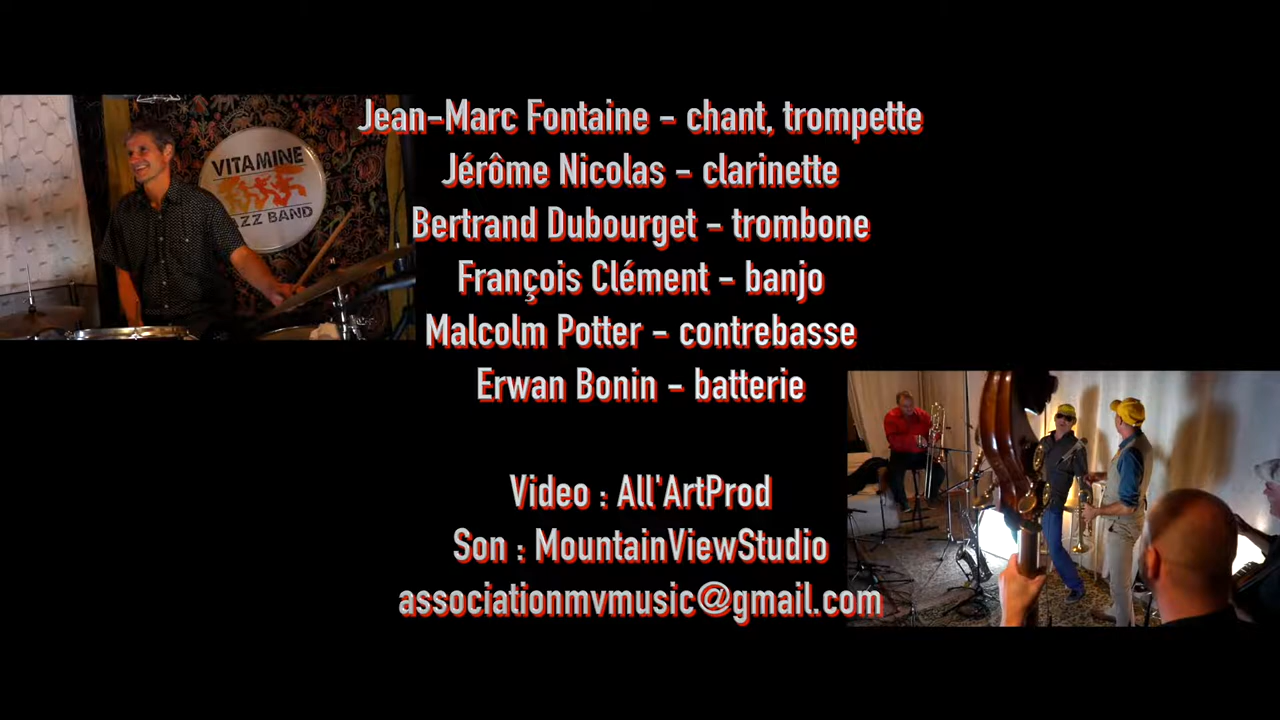 VITAMINE
JAZZ BAND
Jean-Marc Fontaine - chant, trompette
Jérôme Nicolas - clarinette
Bertrand Dubourget - trombone
François Clément - banjo
Malcolm Potter - contrebasse
Erwan Bonin - batterie
Video : All'ArtProd
Son : MountainViewStudio
associationmvmusic@gmail.com